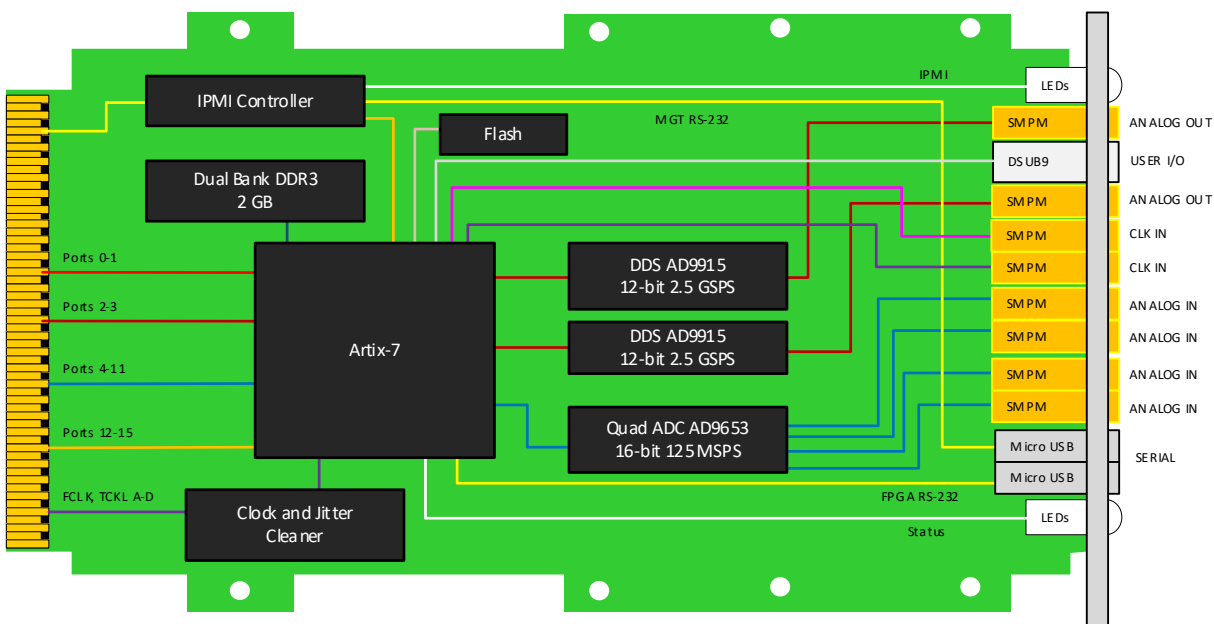 IPMI
LEDs
IPMI Controller
MGT RS-232
SMPM
ANALOG OUT
Flash
DSUB9
USER I/O
Dual Bank DDR3
2 GB
SMPM
ANALOG OUT
SMPM
CLK IN
Ports 0-1
DDS AD9915
12-bit 2.5 GSPS
SMPM
CLK IN
Ports 2-3
SMPM
ANALOG IN
DDS AD9915
12-bit 2.5 GSPS
SMPM
ANALOG IN
Artix-7
Ports 4-11
SMPM
ANALOG IN
SMPM
ANALOG IN
Ports 12-15
Quad ADC AD9653
16-bit 125 MSPS
Micro USB
SERIAL
Micro USB
FCLK, TCKL A-D
FPGA RS-232
Clock and Jitter
Cleaner
LEDs
Status